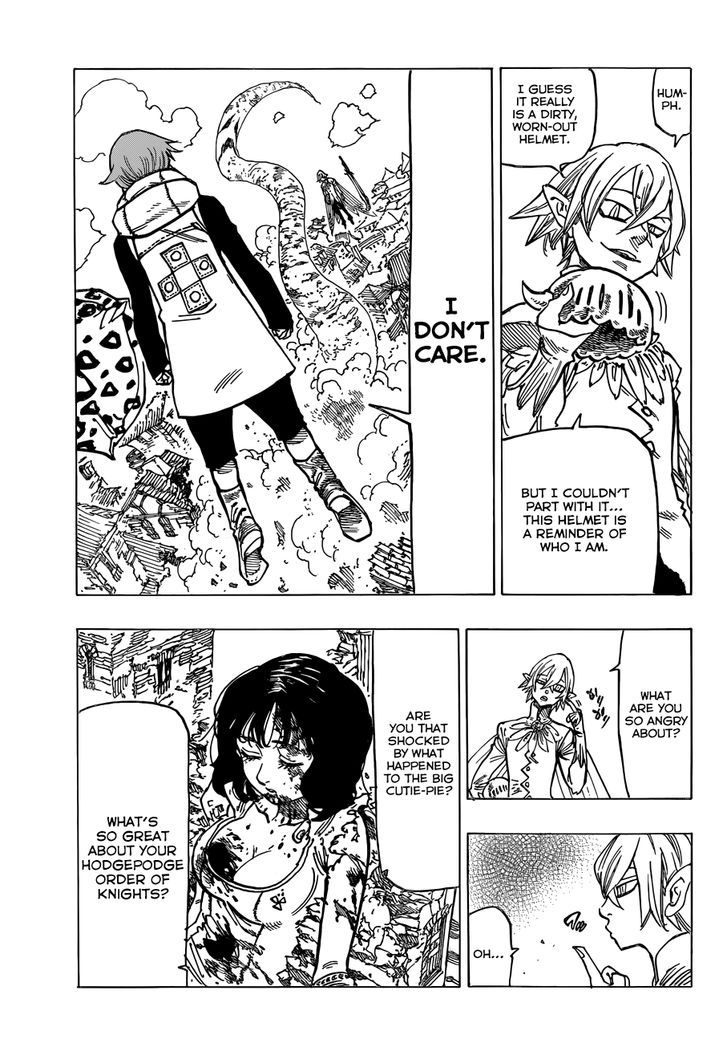 HUM-
PH.
I GUESS
IT REALLY
IS A DIRTY,
WORN-OUT
HELMET.
BUT I COULDN'T
PART WITH IT...
THIS HELMET IS
A REMINDER OF
WHO I AM.
I
DON'T
CARE.
WHAT
ARE YOU
SO ANGRY
ABOUT?
OH...
ARE
YOU THAT
SHOCKED
BY WHAT
HAPPENED
TO THE BIG
CUTIE-PIE?
WHAT'S
SO GREAT
ABOUT YOUR
HODGEPODGE
ORDER OF
KNIGHTS?